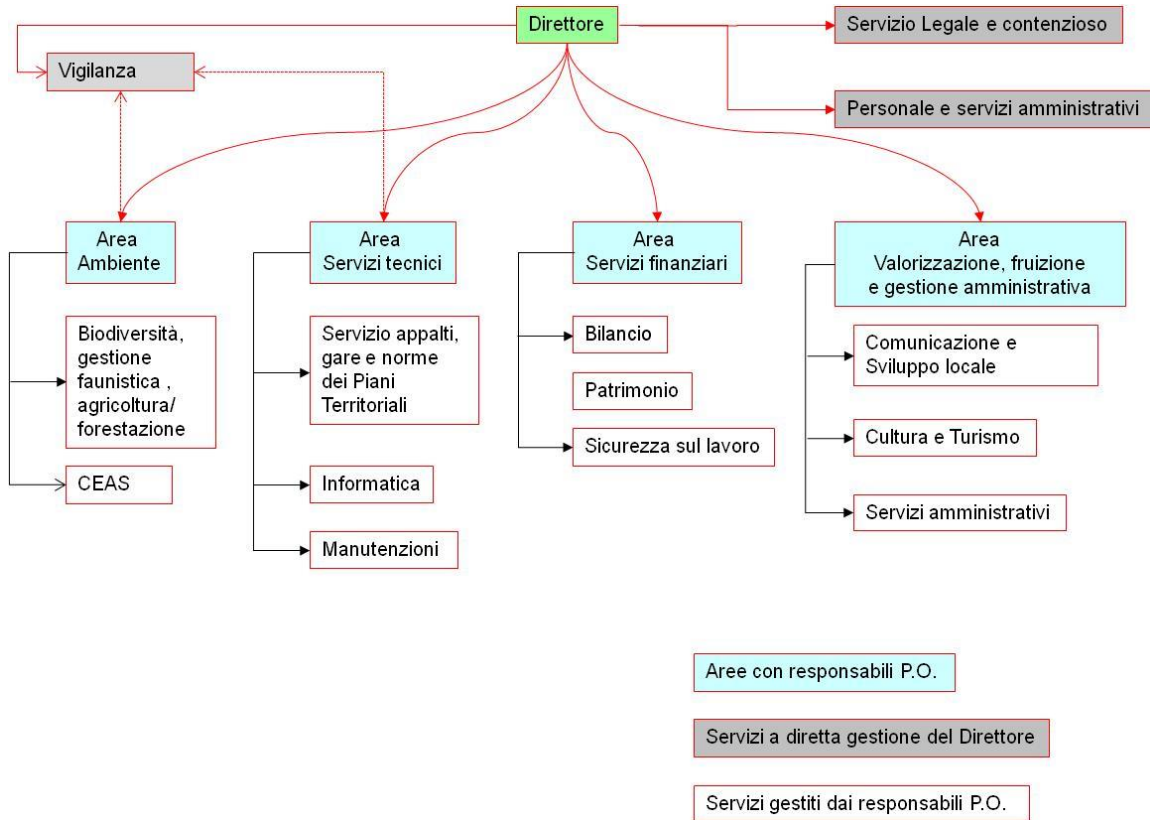 Direttore
Servizio Legale e contenzioso
Vigilanza
Personale e servizi amministrativi
Area
Ambiente
Area
Servizi tecnici
Area
Servizi finanziari
Area
Valorizzazione, fruizione
e gestione amministrativa
Biodiversità,
gestione
faunistica ,
agricoltura/
forestazione
CEAS
Servizio appalti,
gare e norme
dei Piani
Territoriali
Informatica
Manutenzioni
Bilancio
Patrimonio
Sicurezza sul lavoro
Comunicazione e
Sviluppo locale
Cultura e Turismo
Servizi amministrativi
Aree con responsabili P.O.
Servizi a diretta gestione del Direttore
Servizi gestiti dai responsabili P.O.